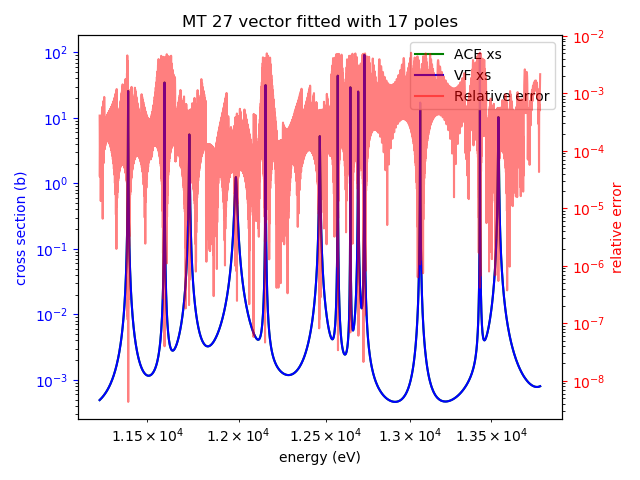 MT 27 vector fitted with 17 poles
ACE xs
VF xs
Relative error
cross section (b)
10² 10¹ 10⁰ 10⁻¹ 10⁻² 10⁻³
relative error
10⁻² 10⁻³ 10⁻⁴ 10⁻⁵ 10⁻⁶ 10⁻⁷ 10⁻⁸
1.15 × 10⁴ 1.2 × 10⁴ 1.25 × 10⁴ 1.3 × 10⁴ 1.35 × 10⁴
energy (eV)